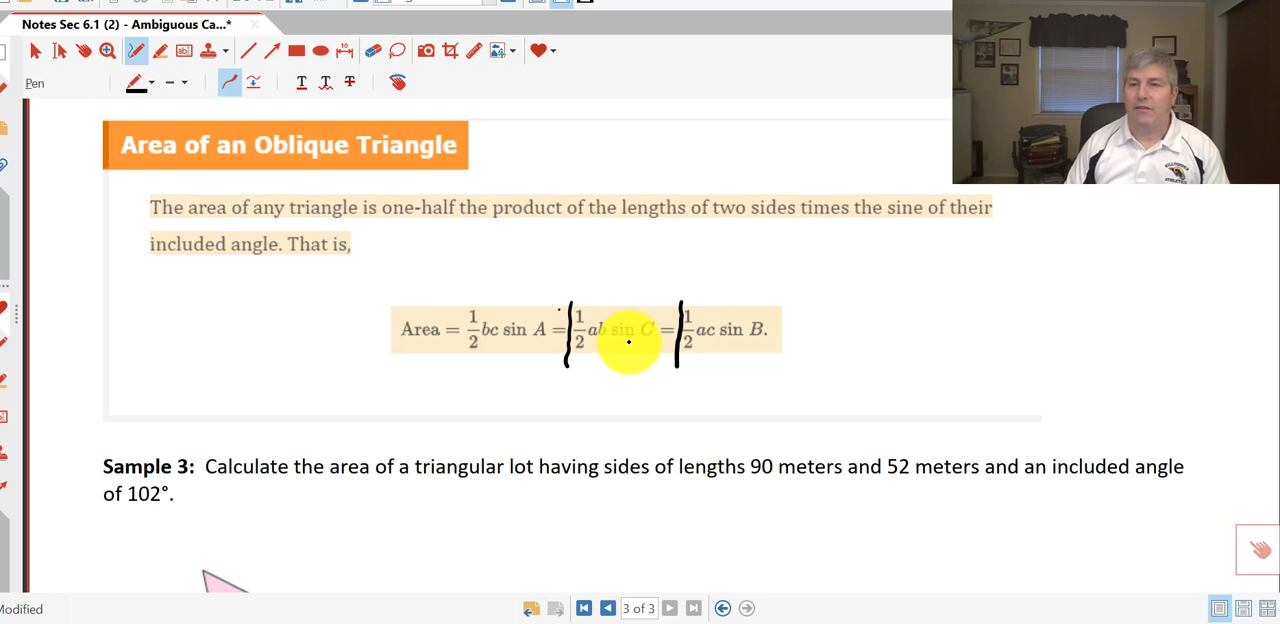 Notes Sec 6.1 (2) - Ambiguous Ca...*
Pen
Area of an Oblique Triangle
The area of any triangle is one-half the product of the lengths of two sides times the sine of their
included angle. That is,
Area = 1/2 bc sin A = 1/2 ab sin C = 1/2 ac sin B.
Sample 3: Calculate the area of a triangular lot having sides of lengths 90 meters and 52 meters and an included angle
of 102°.
Modified
3 of 3